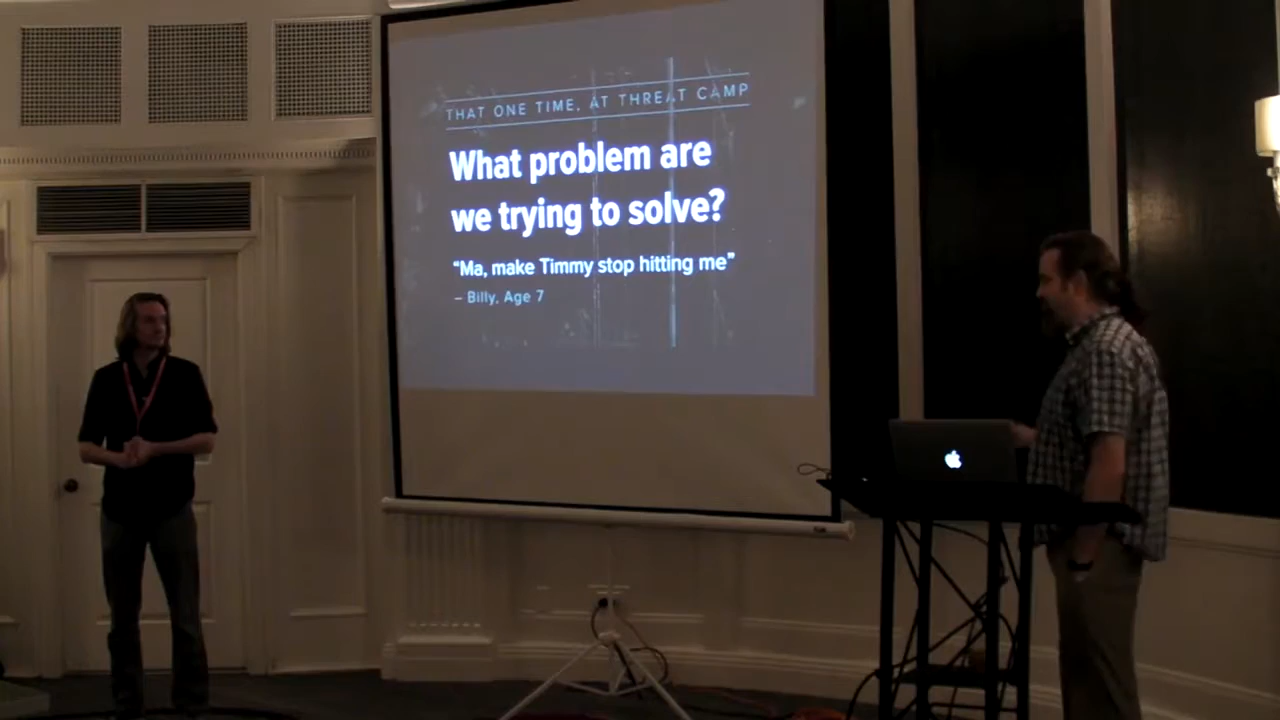 THAT ONE TIME, AT THREAT CAMP
What problem are
we trying to solve?
“Ma, make Timmy stop hitting me”
– Billy, Age 7